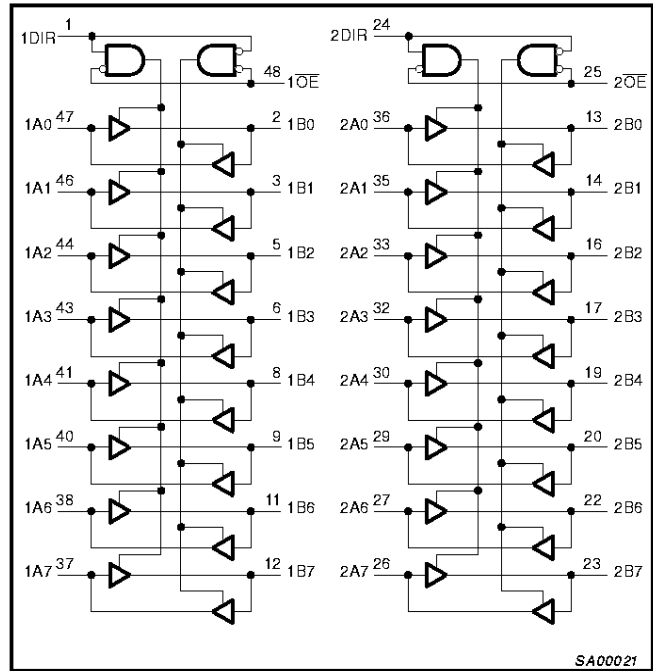 1DIR 1 2DIR 24
48 1OE 25 2OE
1A0 47 2 1B0 2A0 36 13 2B0
1A1 46 3 1B1 2A1 35 14 2B1
1A2 44 5 1B2 2A2 33 16 2B2
1A3 43 6 1B3 2A3 32 17 2B3
1A4 41 8 1B4 2A4 30 19 2B4
1A5 40 9 1B5 2A5 29 20 2B5
1A6 38 11 1B6 2A6 27 22 2B6
1A7 37 12 1B7 2A7 26 23 2B7
SA00021